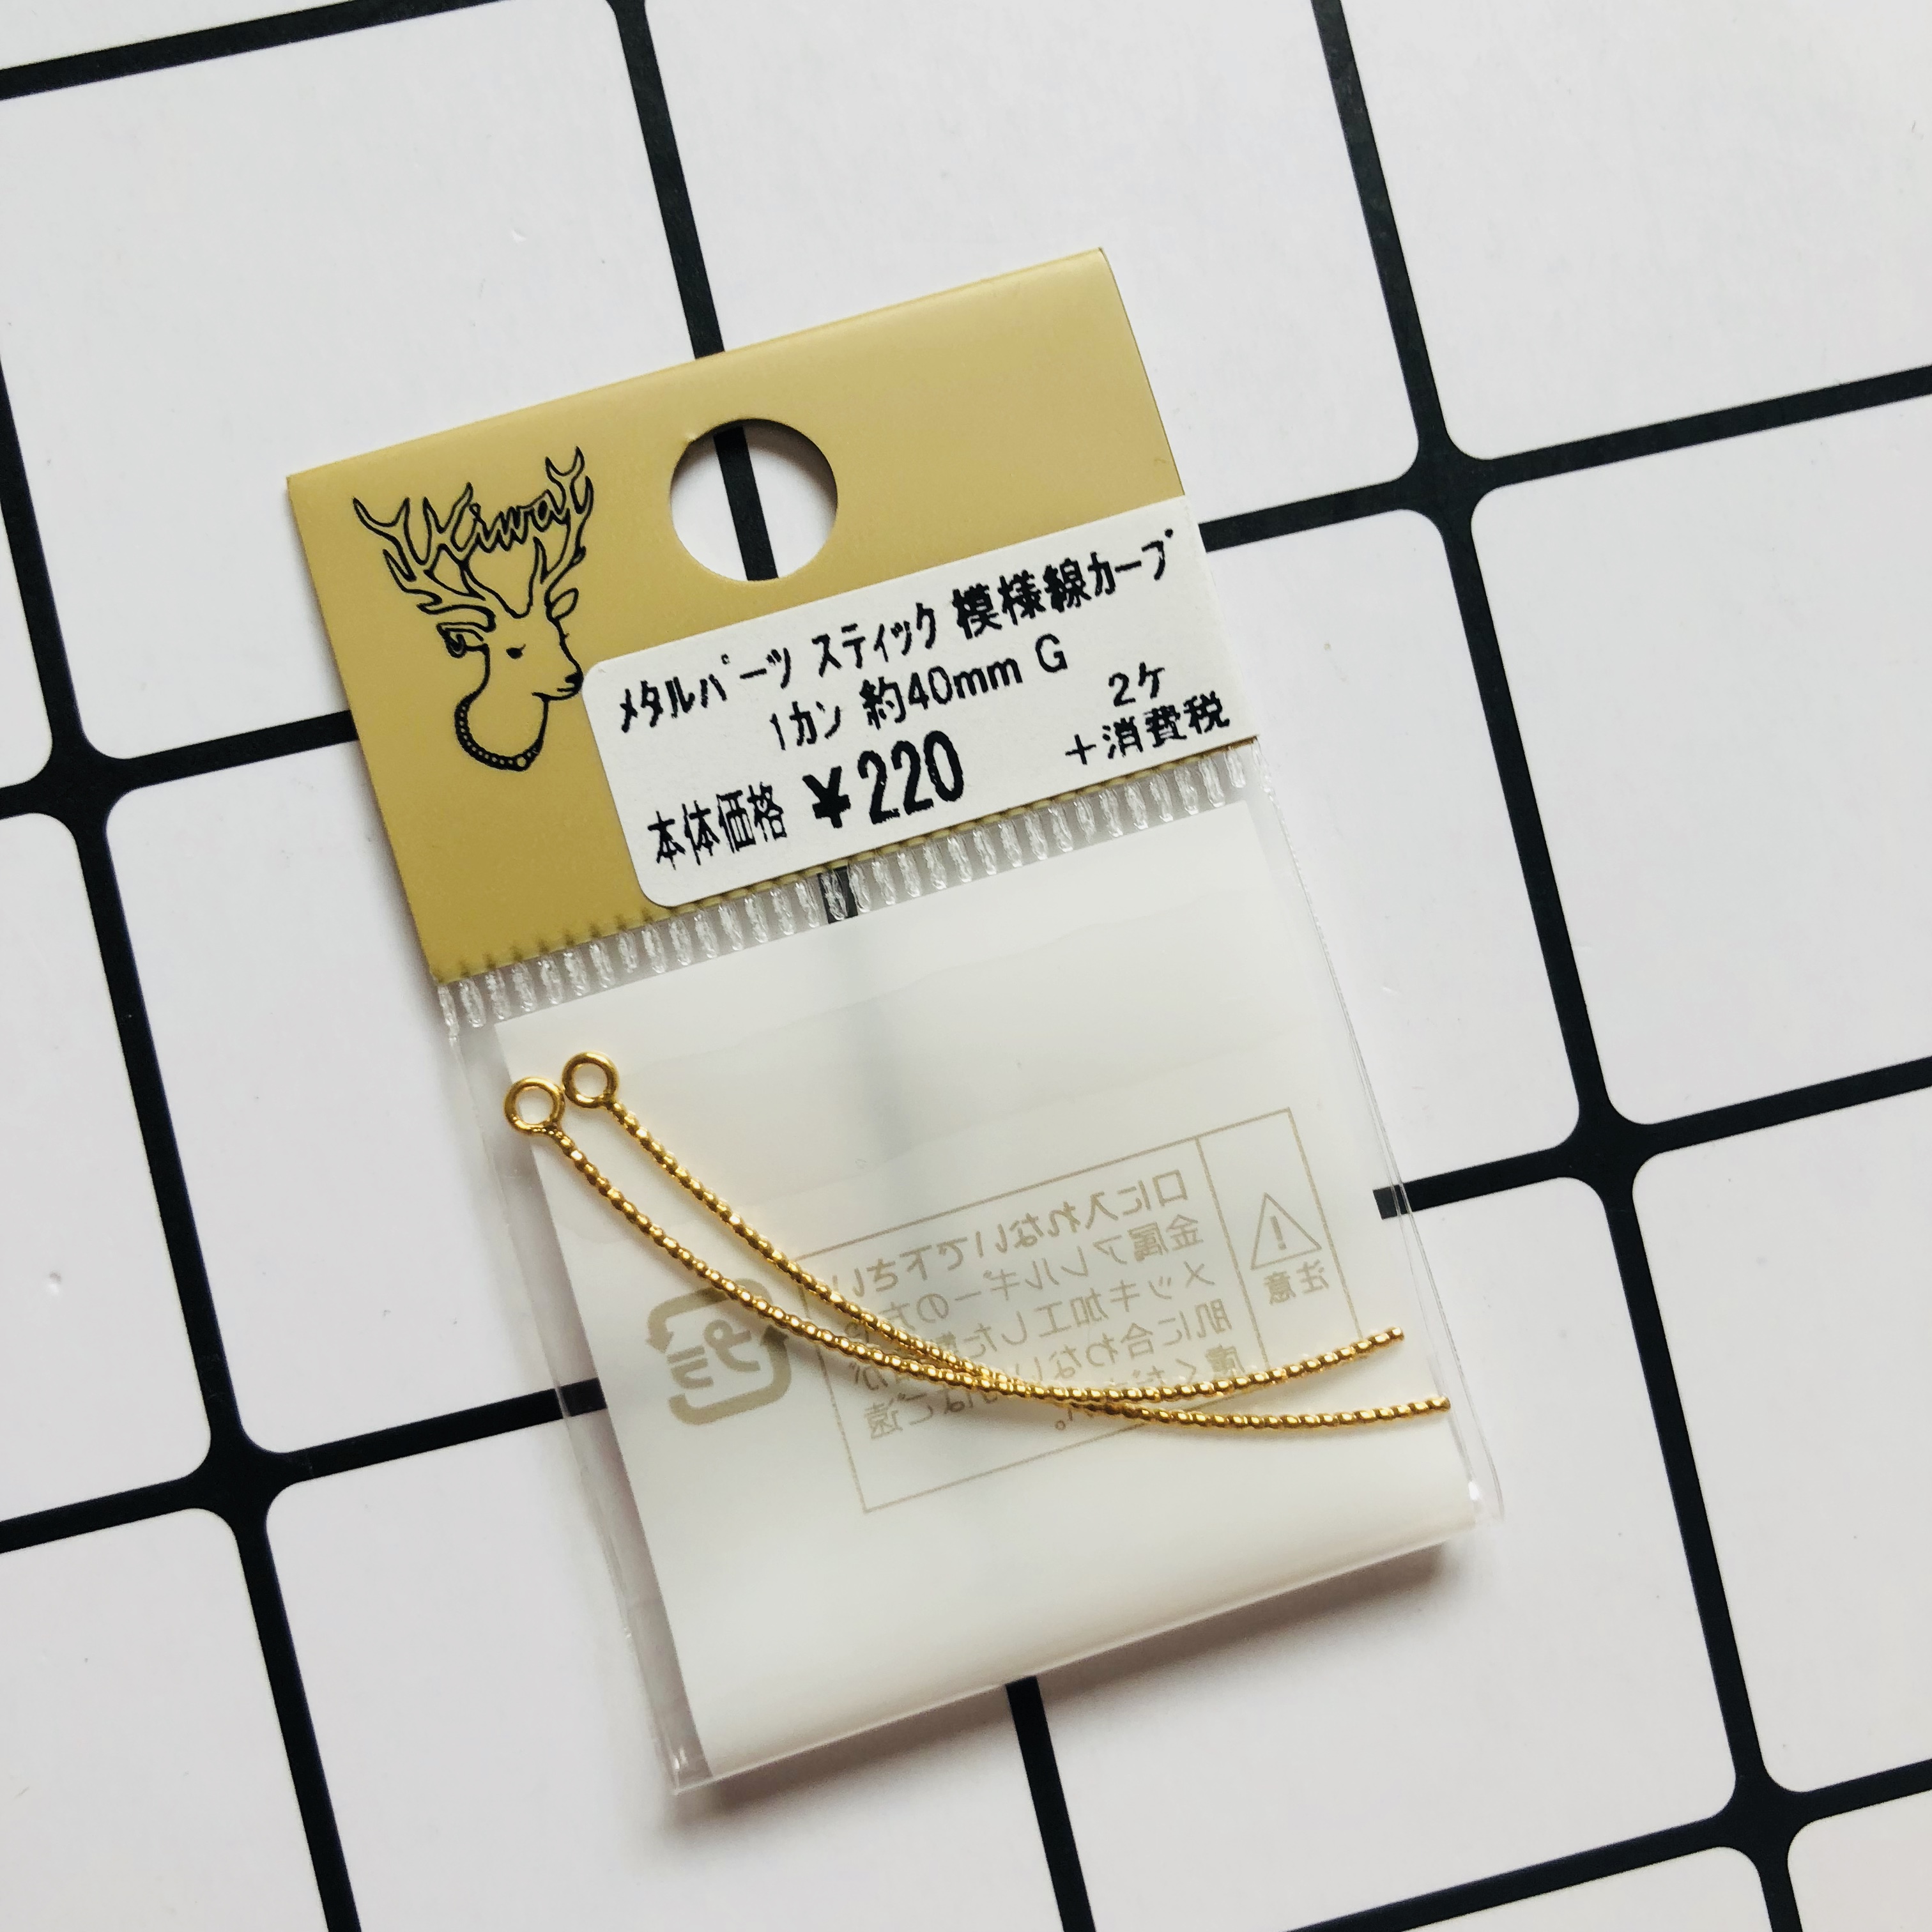 Kiwa
メタルパーツ スティック 模様線カーブ
1カン 約40mm G
2ケ
本体価格 ¥220
+消費税
注意
口に入れないで下さい
金属アレルギーの方
メッキ加工した
肌に合わない
プラ